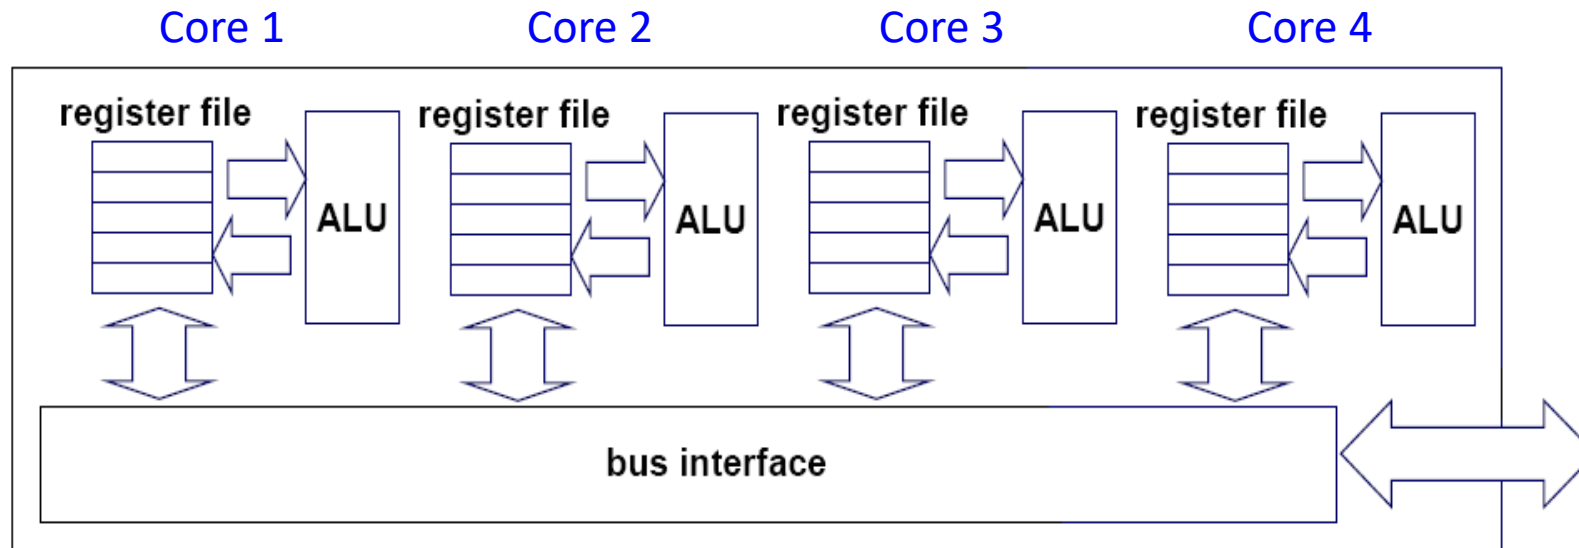 Core 1 Core 2 Core 3 Core 4
register file register file register file register file
ALU ALU ALU ALU
bus interface